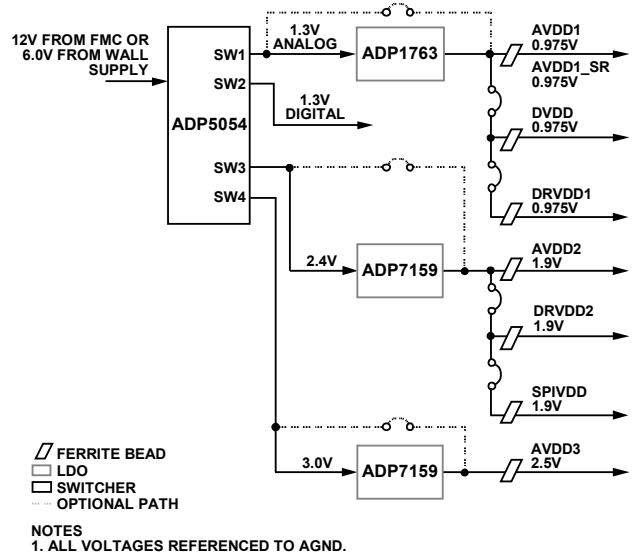 12V FROM FMC OR
6.0V FROM WALL
SUPPLY
ADP5054
SW1
SW2
SW3
SW4
1.3V
ANALOG
1.3V
DIGITAL
ADP1763
AVDD1
0.975V
AVDD1_SR
0.975V
DVDD
0.975V
DRVDD1
0.975V
2.4V
ADP7159
AVDD2
1.9V
DRVDD2
1.9V
SPIVDD
1.9V
3.0V
ADP7159
AVDD3
2.5V
FERRITE BEAD
LDO
SWITCHER
OPTIONAL PATH
NOTES
1. ALL VOLTAGES REFERENCED TO AGND.